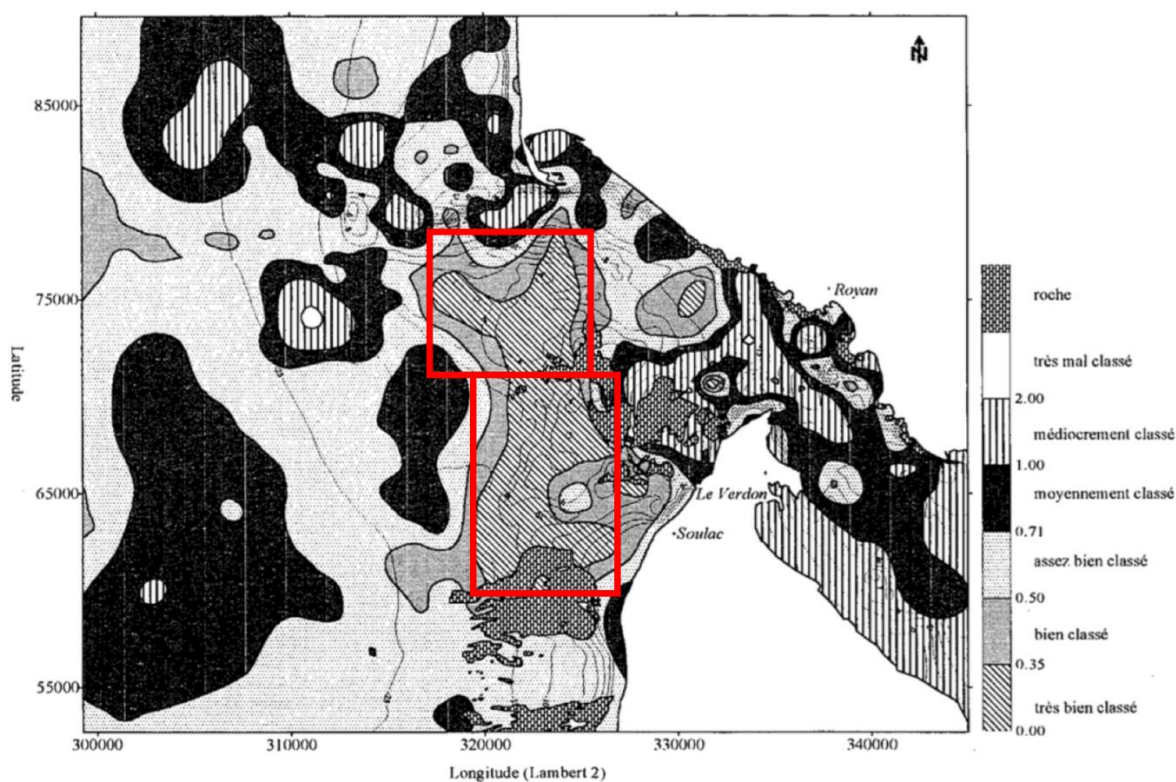 N
85000
75000
65000
55000
Latitude
300000
310000
320000
330000
340000
Longitude (Lambert 2)
Royan
Le Verdon
Soulac
roche
très mal classé
2.00
médiocrement classé
1.00
moyennement classé
0.71
assez bien classé
0.50
bien classé
0.35
très bien classé
0.00